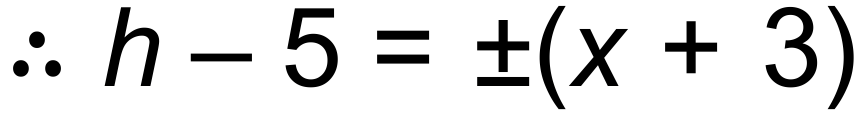 ∴ h – 5 = ±(x + 3)